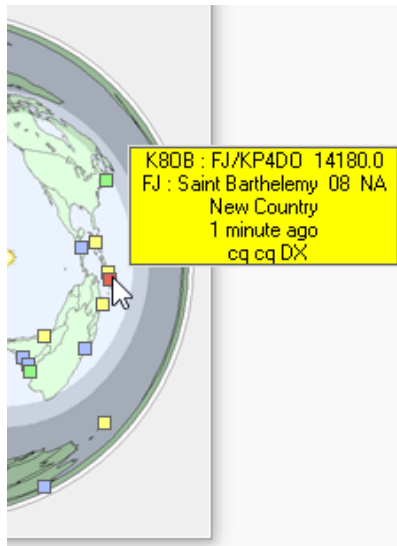 K8OB : FJ/KP4DO 14180.0
FJ : Saint Barthelemy 08 NA
New Country
1 minute ago
cq cq DX